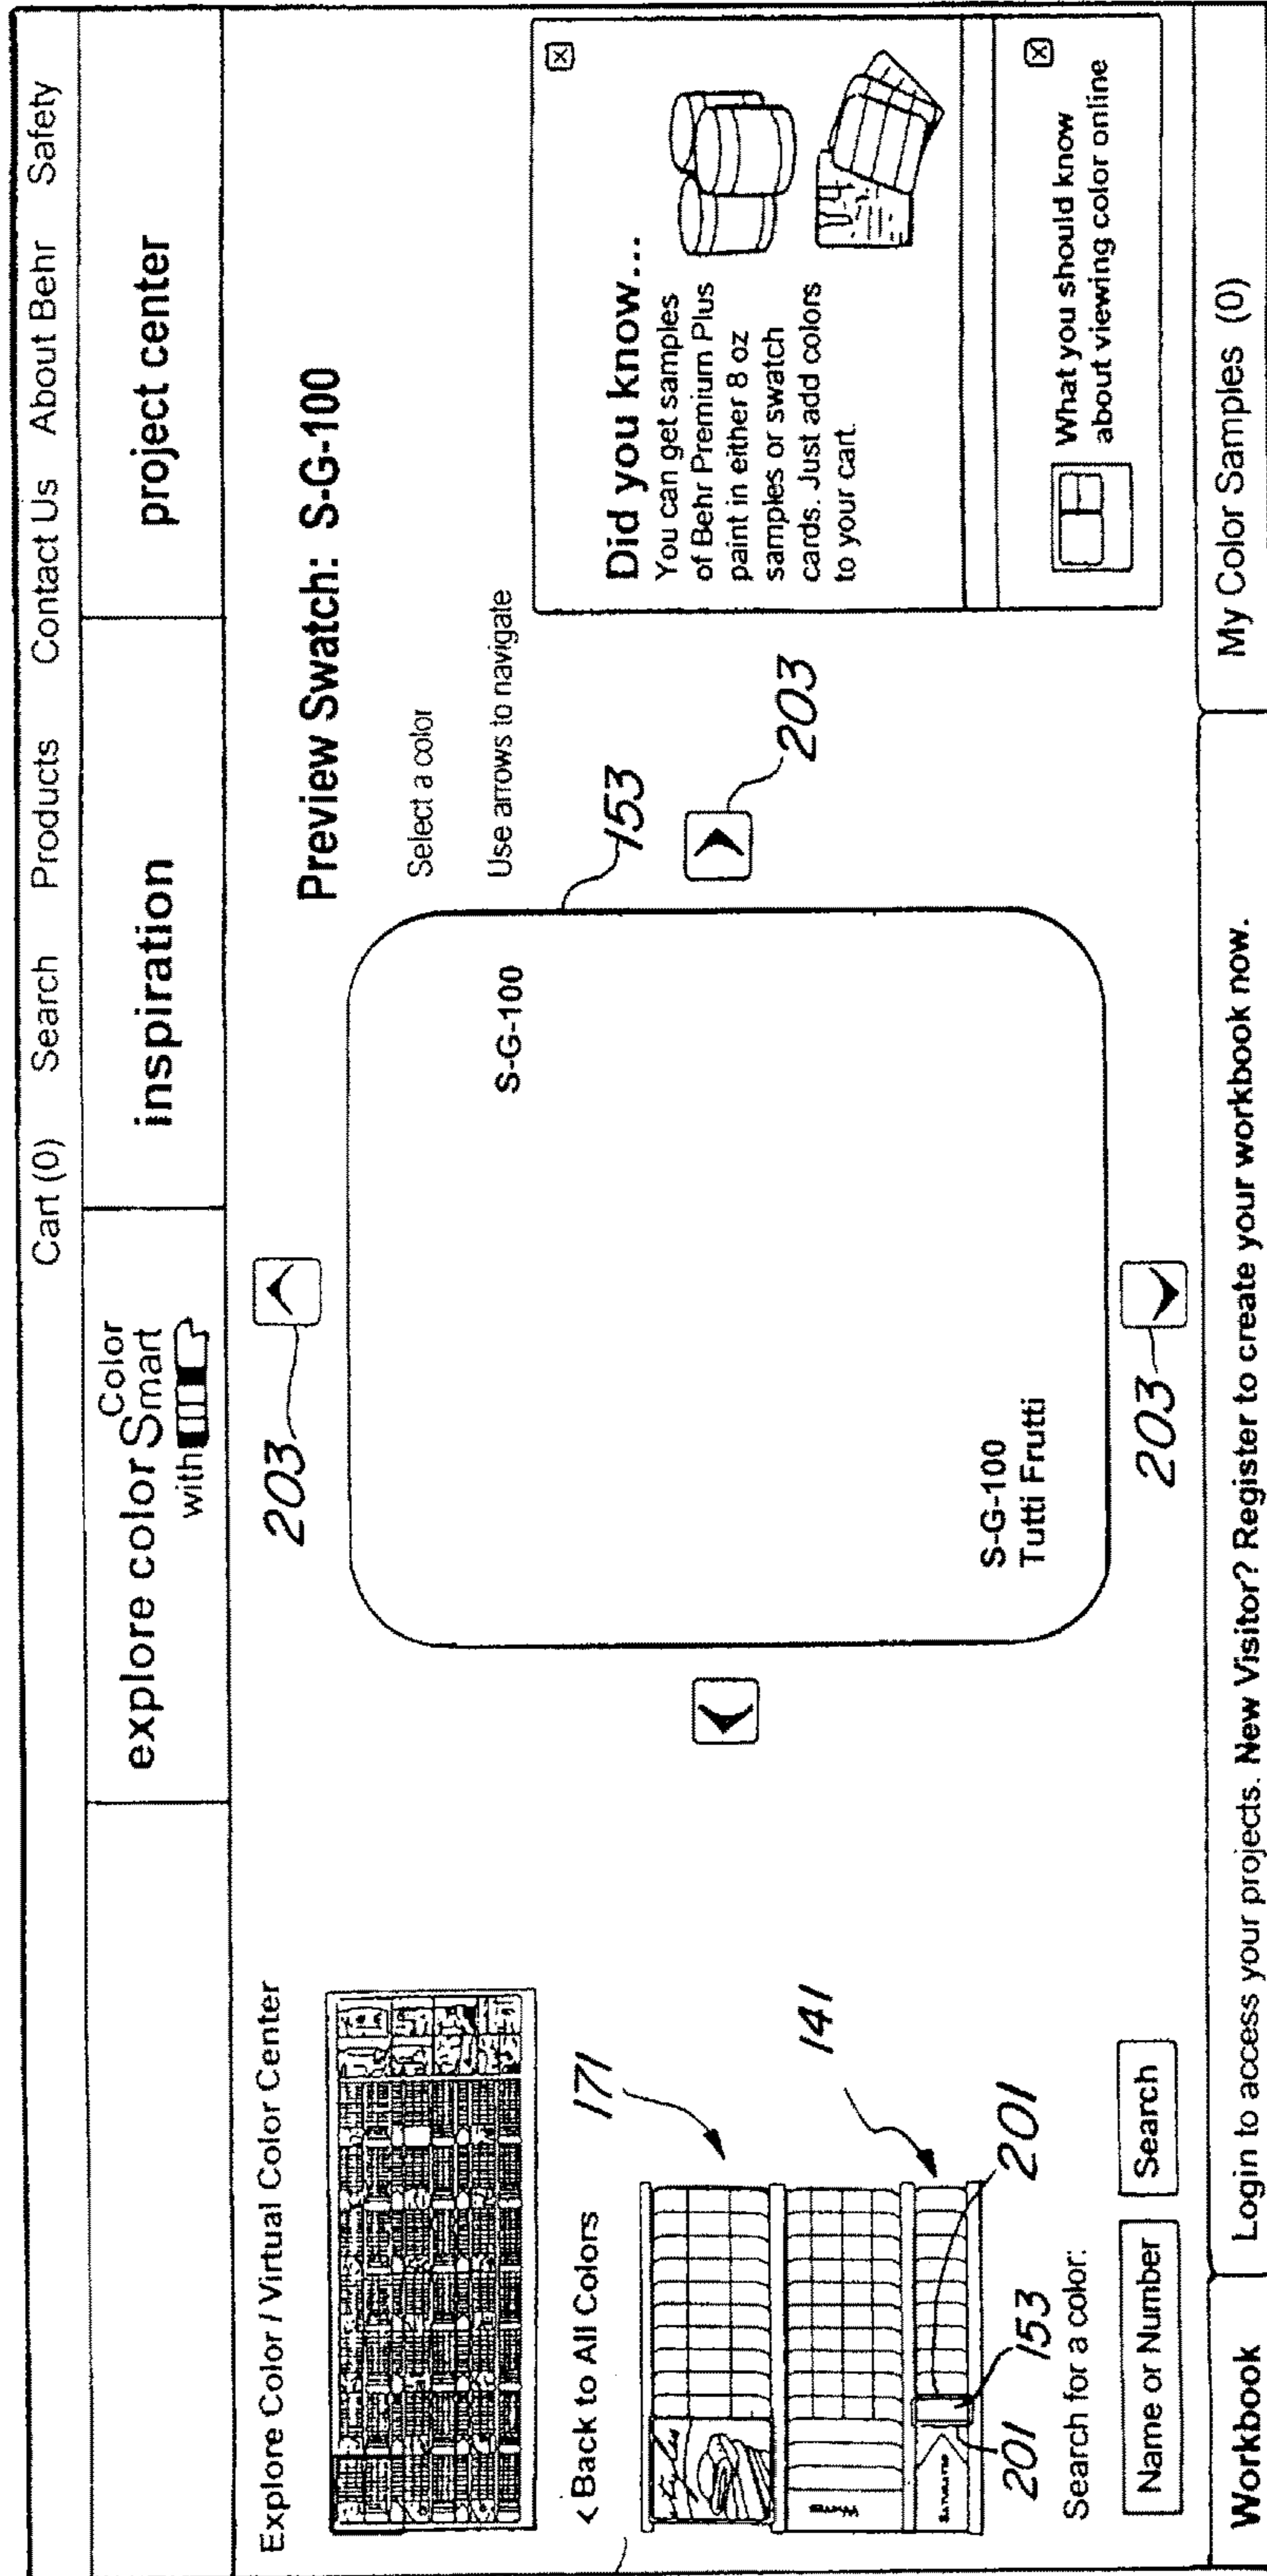 Cart (0) Search Products Contact Us About Behr Safety
explore color
Color
Smart
with
inspiration
project center
Explore Color / Virtual Color Center
< Back to All Colors
171
141
201
201
153
Search for a color:
Name or Number
Search
203
S-G-100
S-G-100
Tutti Frutti
203
Preview Swatch: S-G-100
Select a color
Use arrows to navigate
153
203
Did you know...
You can get samples
of Behr Premium Plus
paint in either 8 oz
samples or swatch
cards. Just add colors
to your cart.
What you should know
about viewing color online
Workbook
Login to access your projects. New Visitor? Register to create your workbook now.
My Color Samples (0)